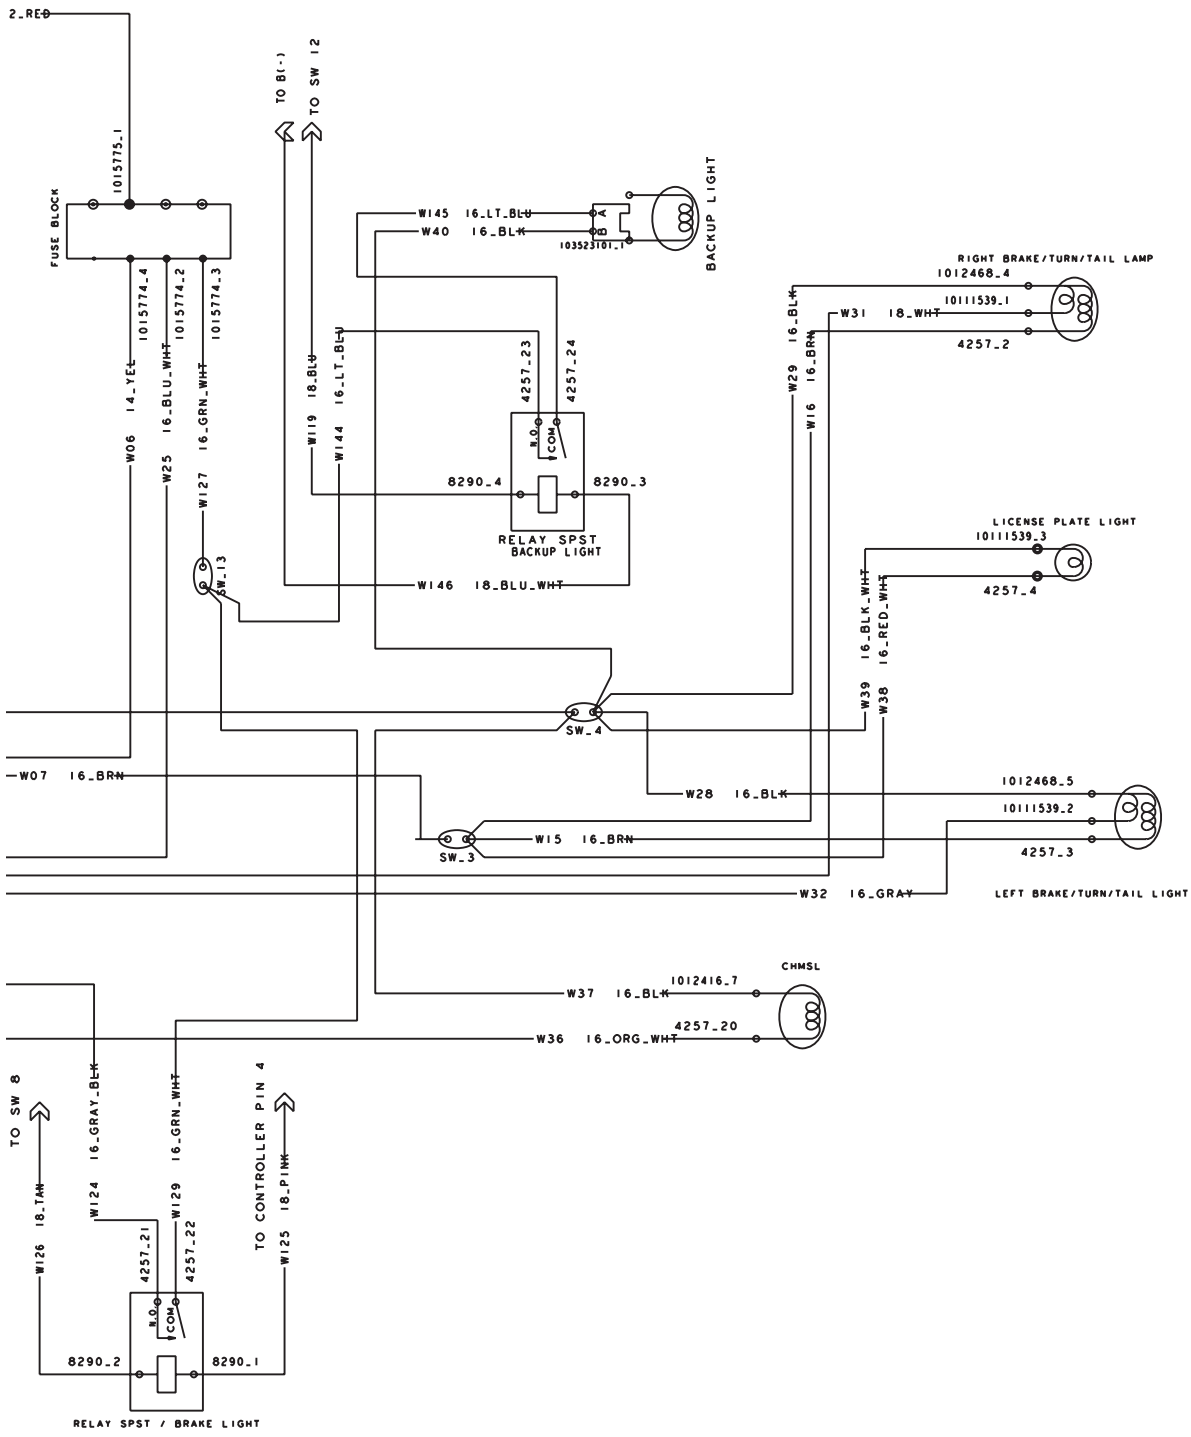 2_RED
TO B(-)
TO SW 12
1015775_1
FUSE BLOCK
1015774_4
1015774_2
1015774_3
W145 16_LT_BLU
W40 16_BLK
A
B
103523101_1
BACKUP LIGHT
RIGHT BRAKE/TURN/TAIL LAMP
1012468_4
10111539_1
W31 18_WHT
4257_2
W29 16_BLK
W16 16_BRN
W06 14_YEL
W25 16_BLU_WHT
W127 16_GRN_WHT
W119 18_BLU
W144 16_LT_BLU
4257_23
4257_24
N.O.
COM
8290_4
8290_3
RELAY SPST
BACKUP LIGHT
LICENSE PLATE LIGHT
10111539_3
4257_4
SW_13
W146 18_BLU_WHT
W39 16_BLK_WHT
W38 16_RED_WHT
SW_4
W07 16_BRN
W28 16_BLK
1012468_5
10111539_2
SW_3
W15 16_BRN
4257_3
W32 16_GRAY
LEFT BRAKE/TURN/TAIL LIGHT
CHMSL
1012416_7
W37 16_BLK
4257_20
W36 16_ORG_WHT
TO SW 8
W124 16_GRAY_BLK
W129 16_GRN_WHT
TO CONTROLLER PIN 4
W126 18_TAN
W125 18_PINK
4257_21
4257_22
N.O.
COM
8290_2
8290_1
RELAY SPST / BRAKE LIGHT